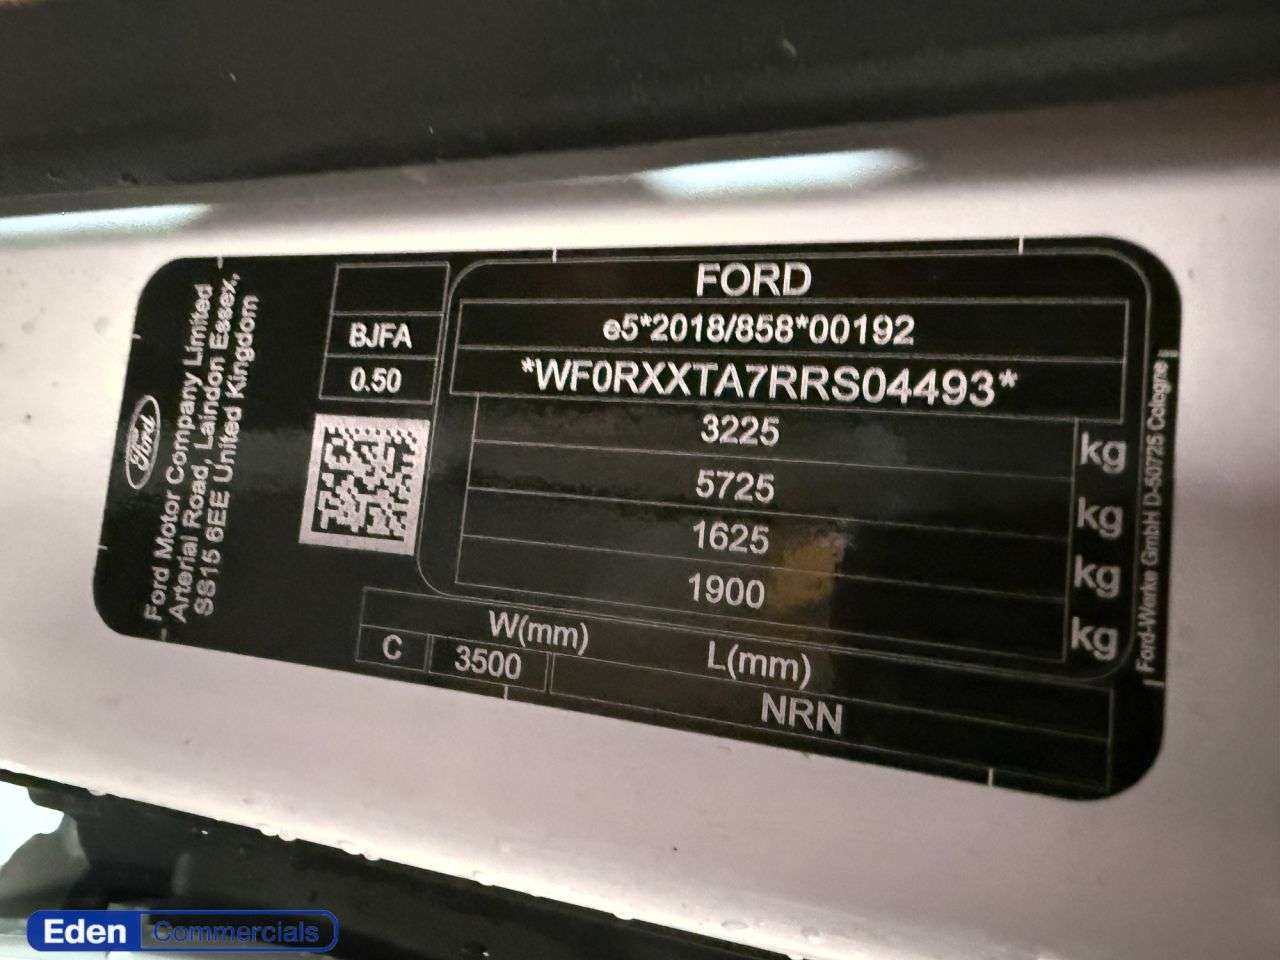 Ford
Ford Motor Company Limited
Arterial Road, Laindon Essex,
SS15 6EE United Kingdom
BJFA
0.50
FORD
e5*2018/858*00192
*WF0RXXTA7RRS04493*
3225 kg
5725 kg
1625 kg
1900 kg
W(mm) L(mm)
C 3500 NRN
Ford-Werke GmbH D-50725 Cologne
Eden Commercials